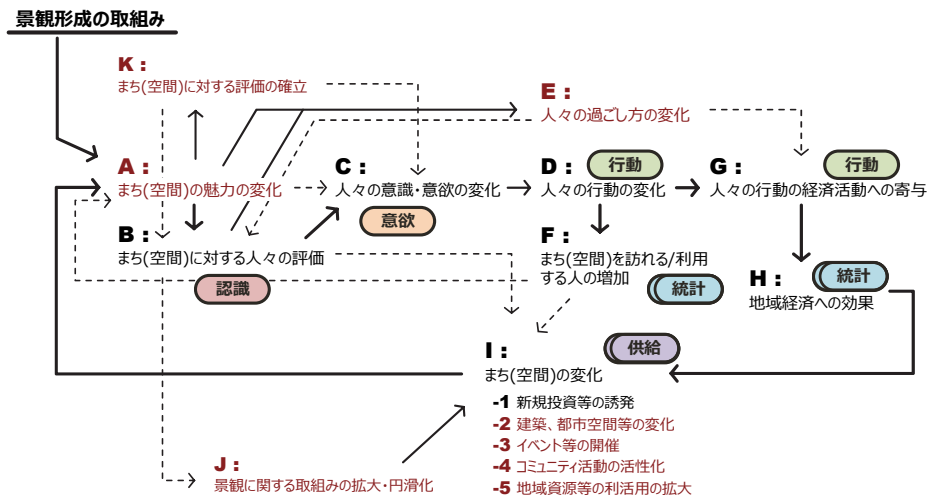 景観形成の取組み
K：
まち(空間)に対する評価の確立
E：
人々の過ごし方の変化
A：
まち(空間)の魅力の変化
C：
人々の意識・意欲の変化
意欲
D：
行動
人々の行動の変化
G：
行動
人々の行動の経済活動への寄与
B：
まち(空間)に対する人々の評価
認識
F：
まち(空間)を訪れる/利用
する人の増加
統計
H：
統計
地域経済への効果
I：
供給
まち(空間)の変化
-1 新規投資等の誘発
-2 建築、都市空間等の変化
-3 イベント等の開催
-4 コミュニティ活動の活性化
-5 地域資源等の利活用の拡大
J：
景観に関する取組みの拡大・円滑化